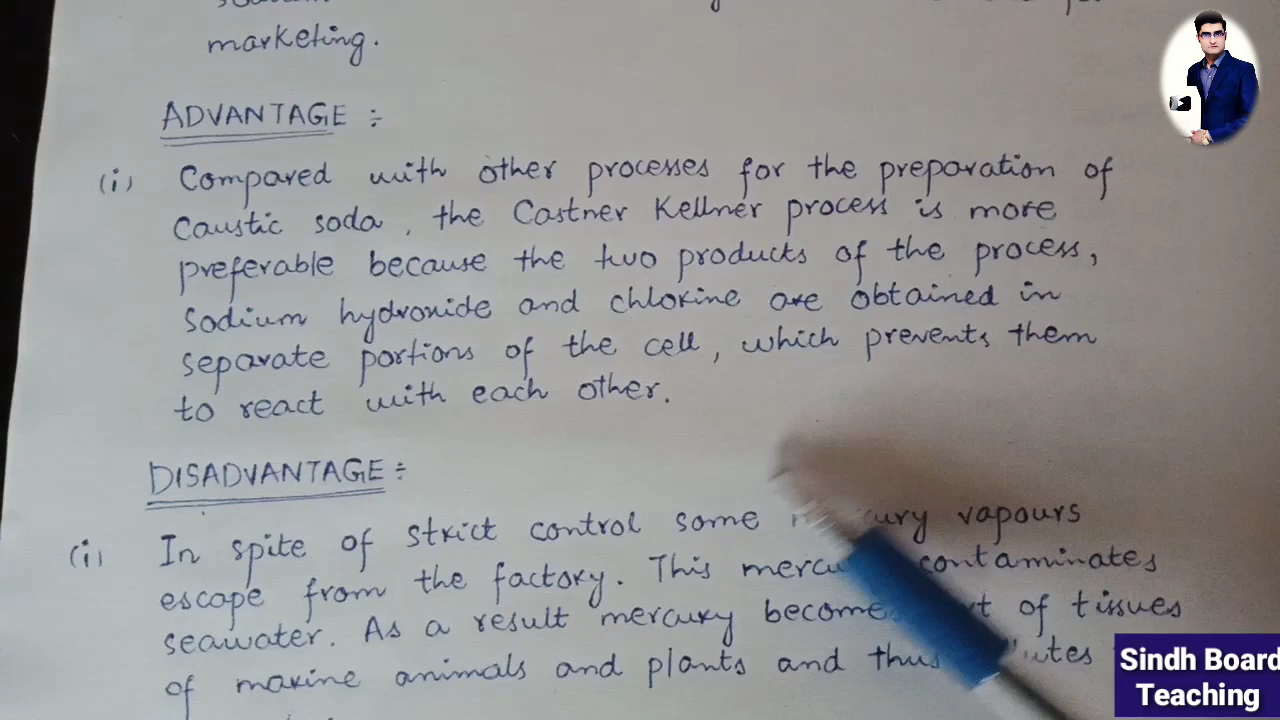 marketing.
ADVANTAGE :
(i) Compared with other processes for the preparation of
caustic soda, the Castner Kellner process is more
preferable because the two products of the process,
sodium hydroxide and chlorine are obtained in
separate portions of the cell, which prevents them
to react with each other.
DISADVANTAGE :
(i) In spite of strict control some vapours
escape from the factory. This contaminates
seawater. As a result mercury of tissues
of marine animals and plants and
Sindh Board
Teaching